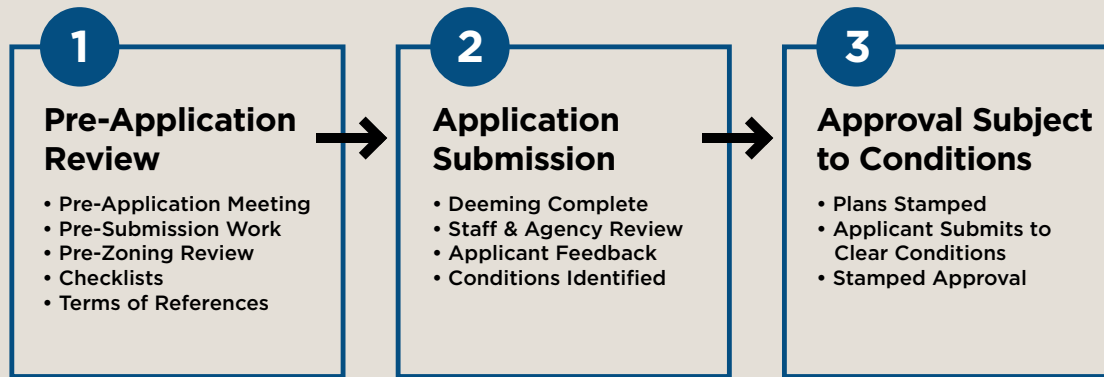 1
Pre-Application
Review
• Pre-Application Meeting
• Pre-Submission Work
• Pre-Zoning Review
• Checklists
• Terms of References
2
Application
Submission
• Deeming Complete
• Staff & Agency Review
• Applicant Feedback
• Conditions Identified
3
Approval Subject
to Conditions
• Plans Stamped
• Applicant Submits to
Clear Conditions
• Stamped Approval